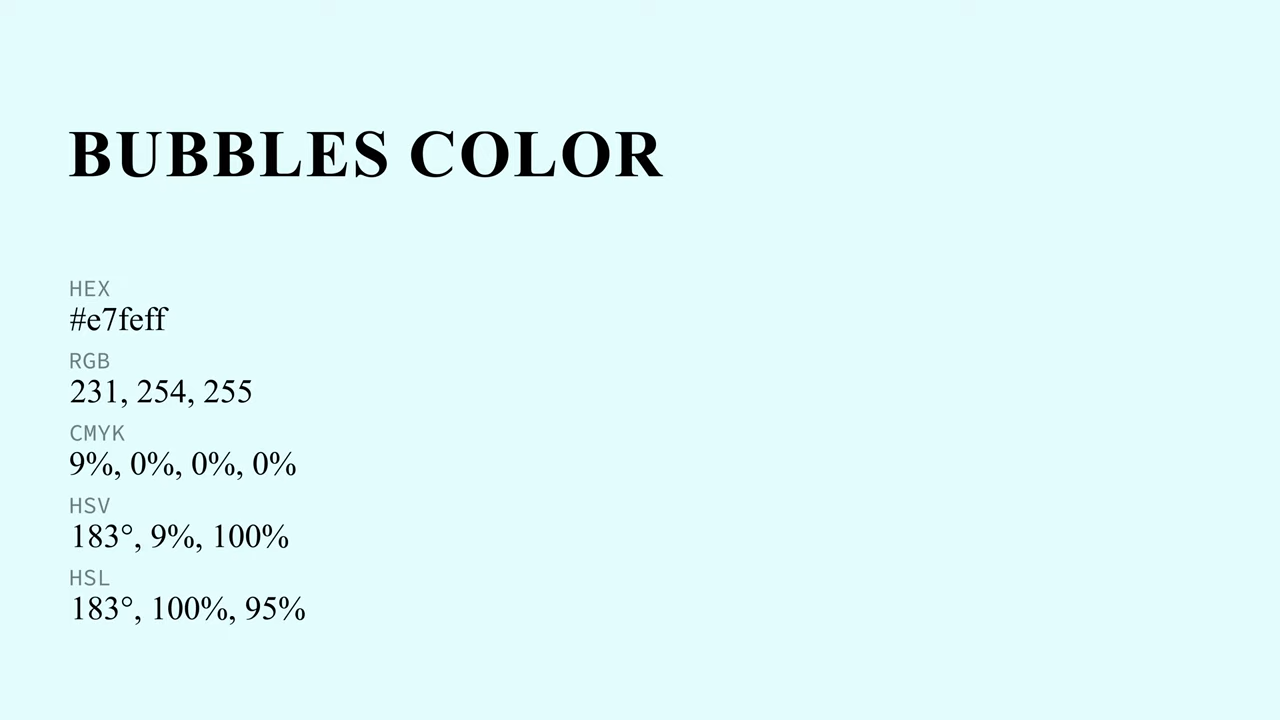 BUBBLES COLOR
HEX
#e7feff
RGB
231, 254, 255
CMYK
9%, 0%, 0%, 0%
HSV
183°, 9%, 100%
HSL
183°, 100%, 95%